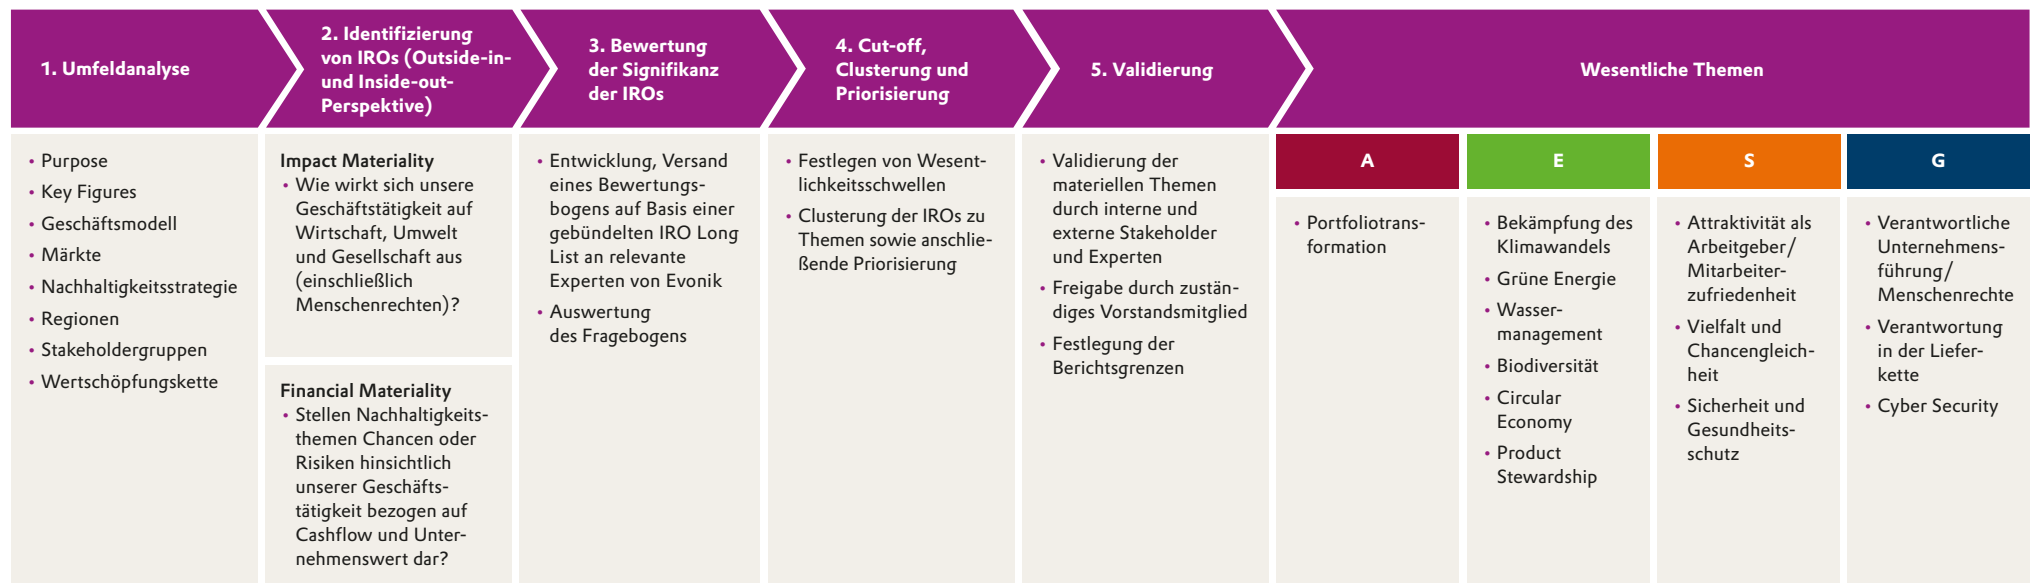 1. Umfeldanalyse
2. Identifizierung
von IROs (Outside-in-
und Inside-out-
Perspektive)
3. Bewertung
der Signifikanz
der IROs
4. Cut-off,
Clusterung und
Priorisierung
5. Validierung
Wesentliche Themen
• Purpose
• Key Figures
• Geschäftsmodell
• Märkte
• Nachhaltigkeitsstrategie
• Regionen
• Stakeholdergruppen
• Wertschöpfungskette
Impact Materiality
• Wie wirkt sich unsere
Geschäftstätigkeit auf
Wirtschaft, Umwelt
und Gesellschaft aus
(einschließlich
Menschenrechten)?
Financial Materiality
• Stellen Nachhaltigkeits-
themen Chancen oder
Risiken hinsichtlich
unserer Geschäfts-
tätigkeit bezogen auf
Cashflow und Unter-
nehmenswert dar?
• Entwicklung, Versand
eines Bewertungs-
bogens auf Basis einer
gebündelten IRO Long
List an relevante
Experten von Evonik
• Auswertung
des Fragebogens
• Festlegen von Wesent-
lichkeitsschwellen
• Clusterung der IROs zu
Themen sowie anschlie-
ßende Priorisierung
• Validierung der
materiellen Themen
durch interne und
externe Stakeholder
und Experten
• Freigabe durch zustän-
diges Vorstandsmitglied
• Festlegung der
Berichtsgrenzen
A
• Portfoliotrans-
formation
E
• Bekämpfung des
Klimawandels
• Grüne Energie
• Wasser-
management
• Biodiversität
• Circular
Economy
• Product
Stewardship
S
• Attraktivität als
Arbeitgeber/
Mitarbeiter-
zufriedenheit
• Vielfalt und
Chancengleich-
heit
• Sicherheit und
Gesundheits-
schutz
G
• Verantwortliche
Unternehmens-
führung/
Menschenrechte
• Verantwortung
in der Liefer-
kette
• Cyber Security